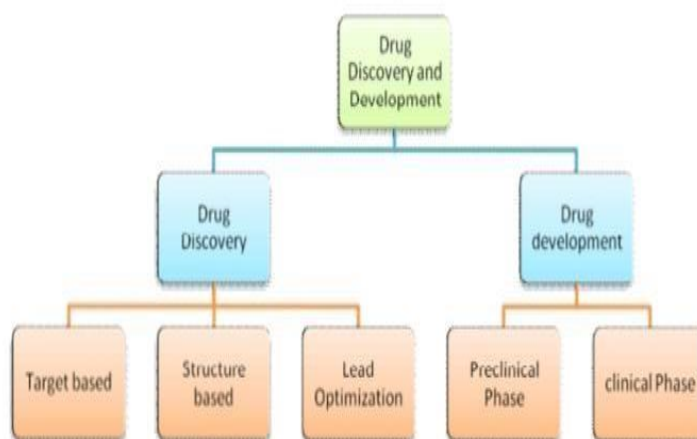 Drug
Discovery and
Development
Drug
Discovery
Drug
development
Target based
Structure
based
Lead
Optimization
Preclinical
Phase
clinical Phase